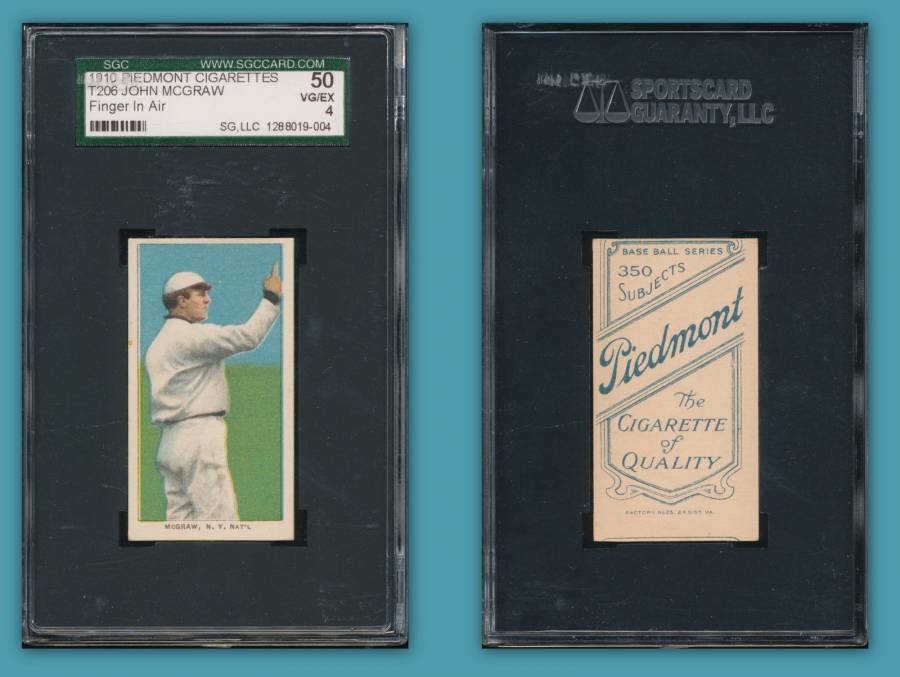 SGC WWW.SGCCARD.COM
1910 PIEDMONT CIGARETTES 50
T206 JOHN MCGRAW VG/EX
Finger In Air 4
SG,LLC 1288019-004
MCGRAW, N. Y. NAT'L
SPORTSCARD
GUARANTY, LLC
BASE BALL SERIES
350
SUBJECTS
Piedmont
The
CIGARETTE
of
QUALITY
FACTORY